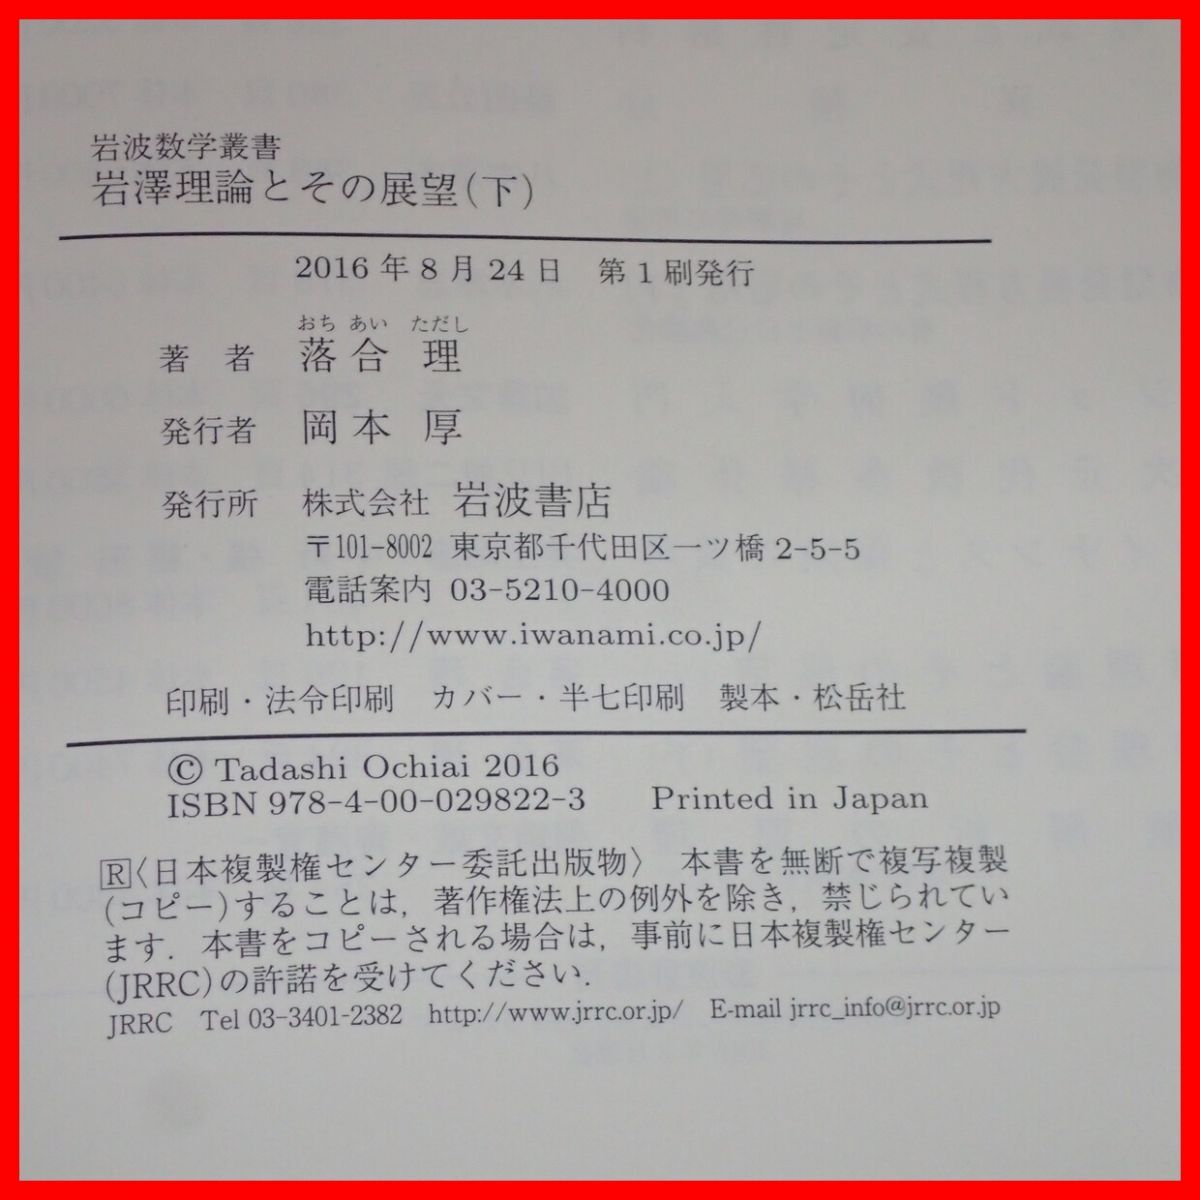 岩波数学叢書
岩澤理論とその展望(下)
2016年8月24日　第1刷発行
おち あい ただし
著　者　落合 理
発行者　岡本 厚
発行所　株式会社 岩波書店
〒101-8002 東京都千代田区一ツ橋 2-5-5
電話案内 03-5210-4000
http://www.iwanami.co.jp/
印刷・法令印刷　カバー・半七印刷　製本・松岳社
© Tadashi Ochiai 2016
ISBN 978-4-00-029822-3　Printed in Japan
R〈日本複製権センター委託出版物〉　本書を無断で複写複製
(コピー)することは，著作権法上の例外を除き，禁じられてい
ます．本書をコピーされる場合は，事前に日本複製権センター
(JRRC)の許諾を受けてください．
JRRC　Tel 03-3401-2382　http://www.jrrc.or.jp/　E-mail jrrc_info@jrrc.or.jp